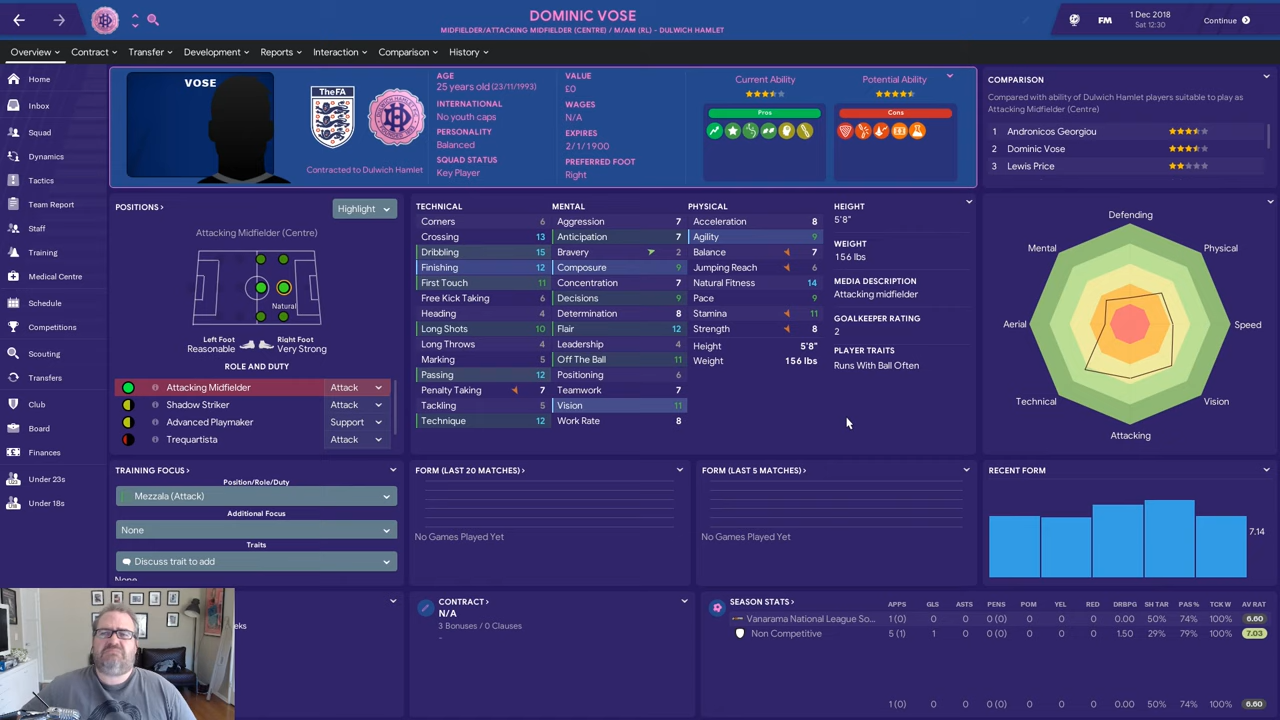 DOMINIC VOSE
MIDFIELDER/ATTACKING MIDFIELDER (CENTRE) / M/AM (RL) - DULWICH HAMLET
FM
1 Dec 2018
Sat 12:30
Continue
Overview
Contract
Transfer
Development
Reports
Interaction
Comparison
History
Home
Inbox
Squad
Dynamics
Tactics
Team Report
Staff
Training
Medical Centre
Schedule
Competitions
Scouting
Transfers
Club
Board
Finances
Under 23s
Under 18s
VOSE
TheFA
Contracted to Dulwich Hamlet
AGE
25 years old (23/11/1993)
INTERNATIONAL
No youth caps
PERSONALITY
Balanced
SQUAD STATUS
Key Player
VALUE
£0
WAGES
N/A
EXPIRES
2/1/1900
PREFERRED FOOT
Right
Current Ability
Pros
Potential Ability
Cons
COMPARISON
Compared with ability of Dulwich Hamlet players suitable to play as
Attacking Midfielder (Centre)
1 Andronicos Georgiou
2 Dominic Vose
3 Lewis Price
POSITIONS >
Highlight
Attacking Midfielder (Centre)
Natural
Left Foot
Reasonable
Right Foot
Very Strong
ROLE AND DUTY
Attacking Midfielder Attack
Shadow Striker Attack
Advanced Playmaker Support
Trequartista Attack
TECHNICAL
Corners 6
Crossing 13
Dribbling 15
Finishing 12
First Touch 11
Free Kick Taking 6
Heading 4
Long Shots 10
Long Throws 4
Marking 5
Passing 12
Penalty Taking 7
Tackling 5
Technique 12
MENTAL
Aggression 7
Anticipation 7
Bravery 2
Composure 9
Concentration 7
Decisions 9
Determination 8
Flair 12
Leadership 4
Off The Ball 11
Positioning 6
Teamwork 7
Vision 11
Work Rate 8
PHYSICAL
Acceleration 8
Agility 9
Balance 7
Jumping Reach 6
Natural Fitness 14
Pace 9
Stamina 11
Strength 8
Height 5'8"
Weight 156 lbs
HEIGHT
5'8"
WEIGHT
156 lbs
MEDIA DESCRIPTION
Attacking midfielder
GOALKEEPER RATING
2
PLAYER TRAITS
Runs With Ball Often
Defending
Physical
Speed
Vision
Attacking
Technical
Aerial
Mental
TRAINING FOCUS >
Position/Role/Duty
Mezzala (Attack)
Additional Focus
None
Traits
Discuss trait to add
None
FORM (LAST 20 MATCHES) >
No Games Played Yet
FORM (LAST 5 MATCHES) >
No Games Played Yet
RECENT FORM
7.14
CONTRACT >
N/A
3 Bonuses / 0 Clauses
-
SEASON STATS > APPS GLS ASTS PENS POM YEL RED DRBPG SH TAR PAS % TCK W AV RAT
Vanarama National League So... 1 (0) 0 0 0 (0) 0 0 0 0.00 50% 74% 100% 6.60
Non Competitive 5 (1) 1 0 0 (0) 0 0 0 1.50 29% 79% 100% 7.03
1 (0) 0 0 0 (0) 0 0 0 0.00 50% 74% 100% 6.60